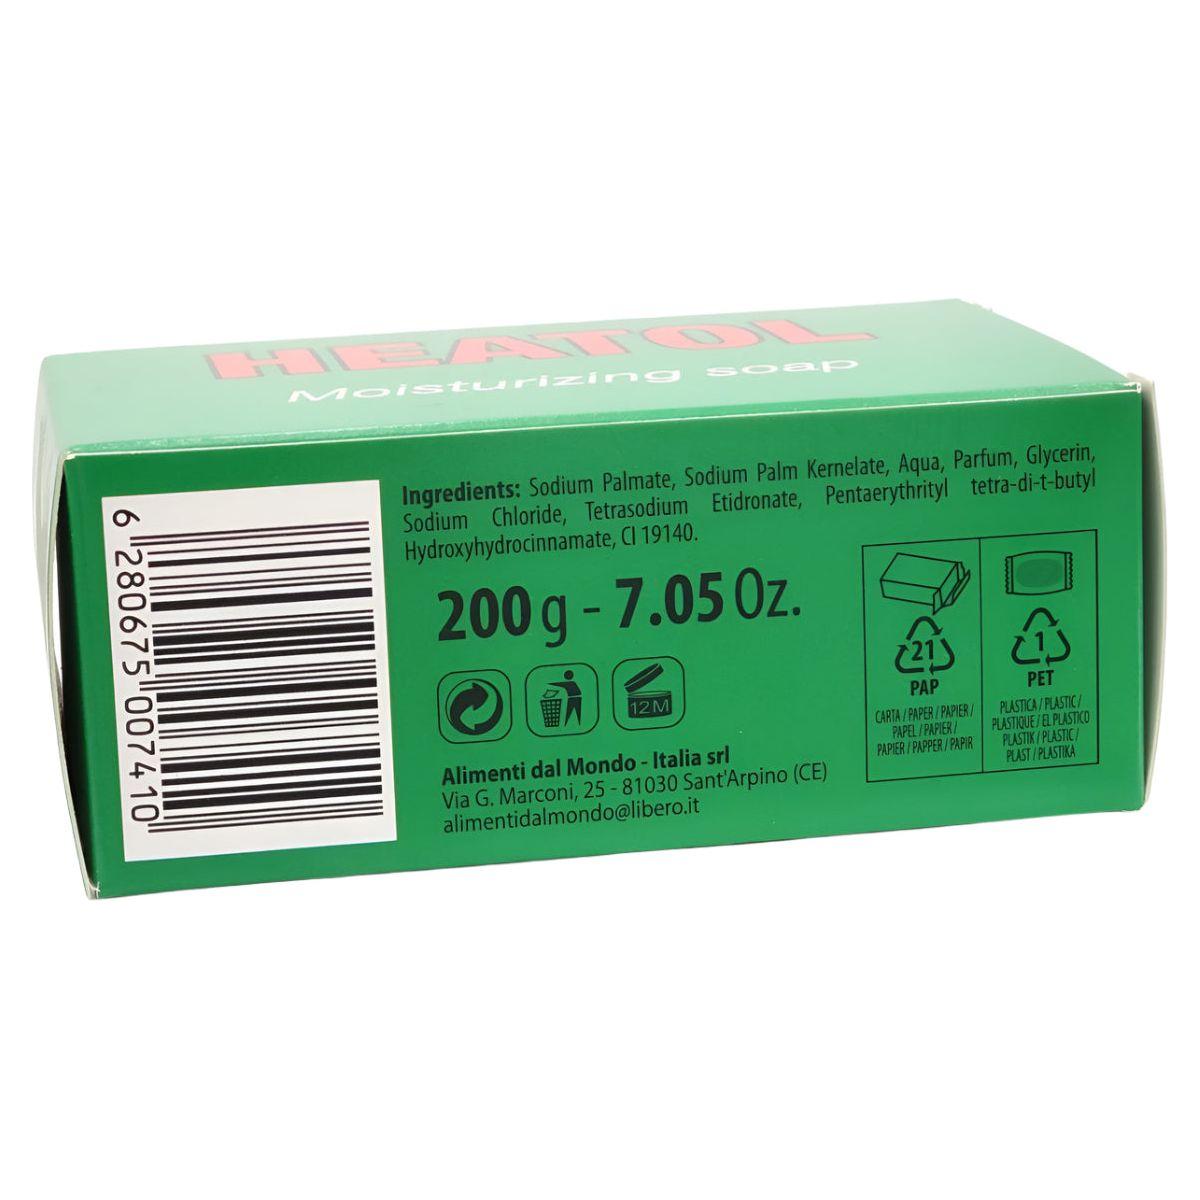 HEATOL
Moisturizing soap
6 280675 007410
Ingredients: Sodium Palmate, Sodium Palm Kernelate, Aqua, Parfum, Glycerin,
Sodium Chloride, Tetrasodium Etidronate, Pentaerythrityl tetra-di-t-butyl
Hydroxyhydrocinnamate, CI 19140.
200 g - 7.05 Oz.
12 M
Alimenti dal Mondo - Italia srl
Via G. Marconi, 25 - 81030 Sant'Arpino (CE)
alimentidalmondo@libero.it
21
PAP
CARTA / PAPER / PAPIER /
PAPEL / PAPIER /
PAPIER / PAPPER / PAPIR
1
PET
PLASTICA / PLASTIC /
PLASTIQUE / EL PLASTICO
PLASTIK / PLASTIC /
PLAST / PLASTIKA